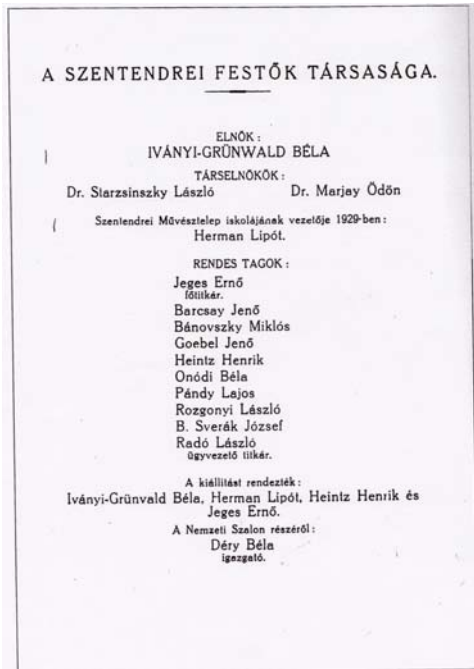 A SZENTENDREI FESTŐK TÁRSASÁGA.
ELNÖK :
IVÁNYI-GRÜNWALD BÉLA
TÁRSELNÖKÖK :
Dr. Starzsinszky László Dr. Marjay Ödön
Szentendrei Művésztelep iskolájának vezetője 1929-ben :
Herman Lipót.
RENDES TAGOK :
Jeges Ernő
főtitkár.
Barcsay Jenő
Bánovszky Miklós
Goebel Jenő
Heintz Henrik
Onódi Béla
Pándy Lajos
Rozgonyi László
B. Sverák József
Radó László
ügyvezető titkár.
A kiállítást rendezték :
Iványi-Grünvald Béla, Herman Lipót, Heintz Henrik és
Jeges Ernő.
A Nemzeti Szalon részéről :
Déry Béla
igazgató.